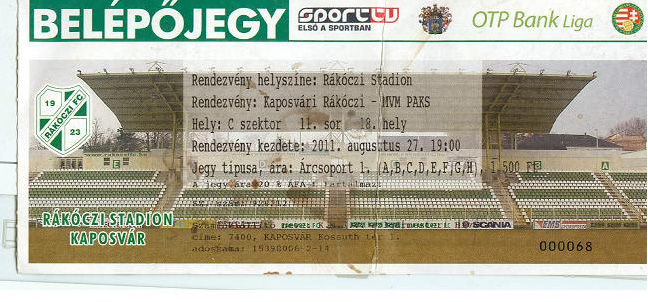 BELÉPŐJEGY
sport tv
ELSŐ A SPORTBAN
OTP Bank Liga
Rendezvény helyszíne: Rákóczi Stadion
Rendezvény: Kaposvári Rákóczi - MVM PAKS
Hely: C szektor 11. sor 18. hely
Rendezvény kezdete: 2011. augusztus 27. 19:00
Jegy típusa, ára: Árcsoport 1. (A,B,C,D,E,F,G,H), 1,500 Ft
19 23
RÁKÓCZI FC
A jegy ára 20 % ÁFA-t tartalmaz
RÁKÓCZI STADION
KAPOSVÁR
SCANIA
címe: 7400, KAPOSVÁR Kossuth tér 1.
adószáma: 15398006-2-14
000068